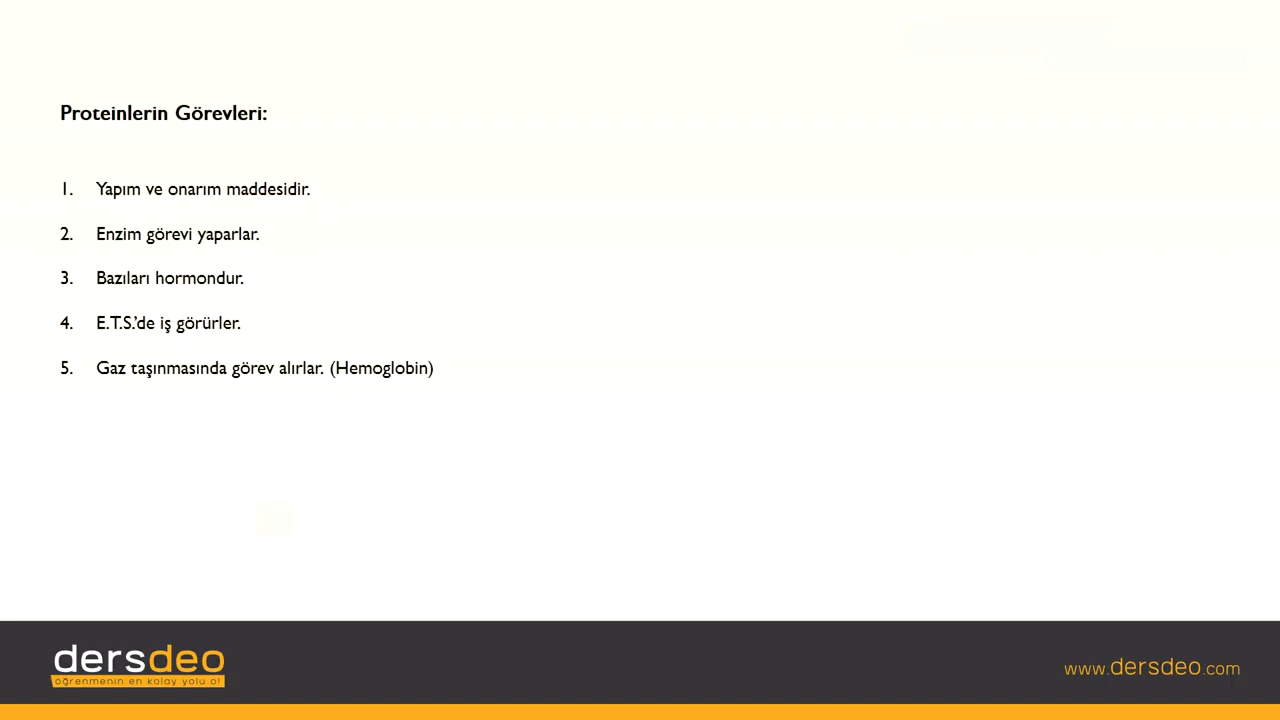 Proteinlerin Görevleri:
1. Yapım ve onarım maddesidir.
2. Enzim görevi yaparlar.
3. Bazıları hormondur.
4. E.T.S.'de iş görürler.
5. Gaz taşınmasında görev alırlar. (Hemoglobin)
dersdeo
öğrenmenin en kolay yolu o!
www.dersdeo.com